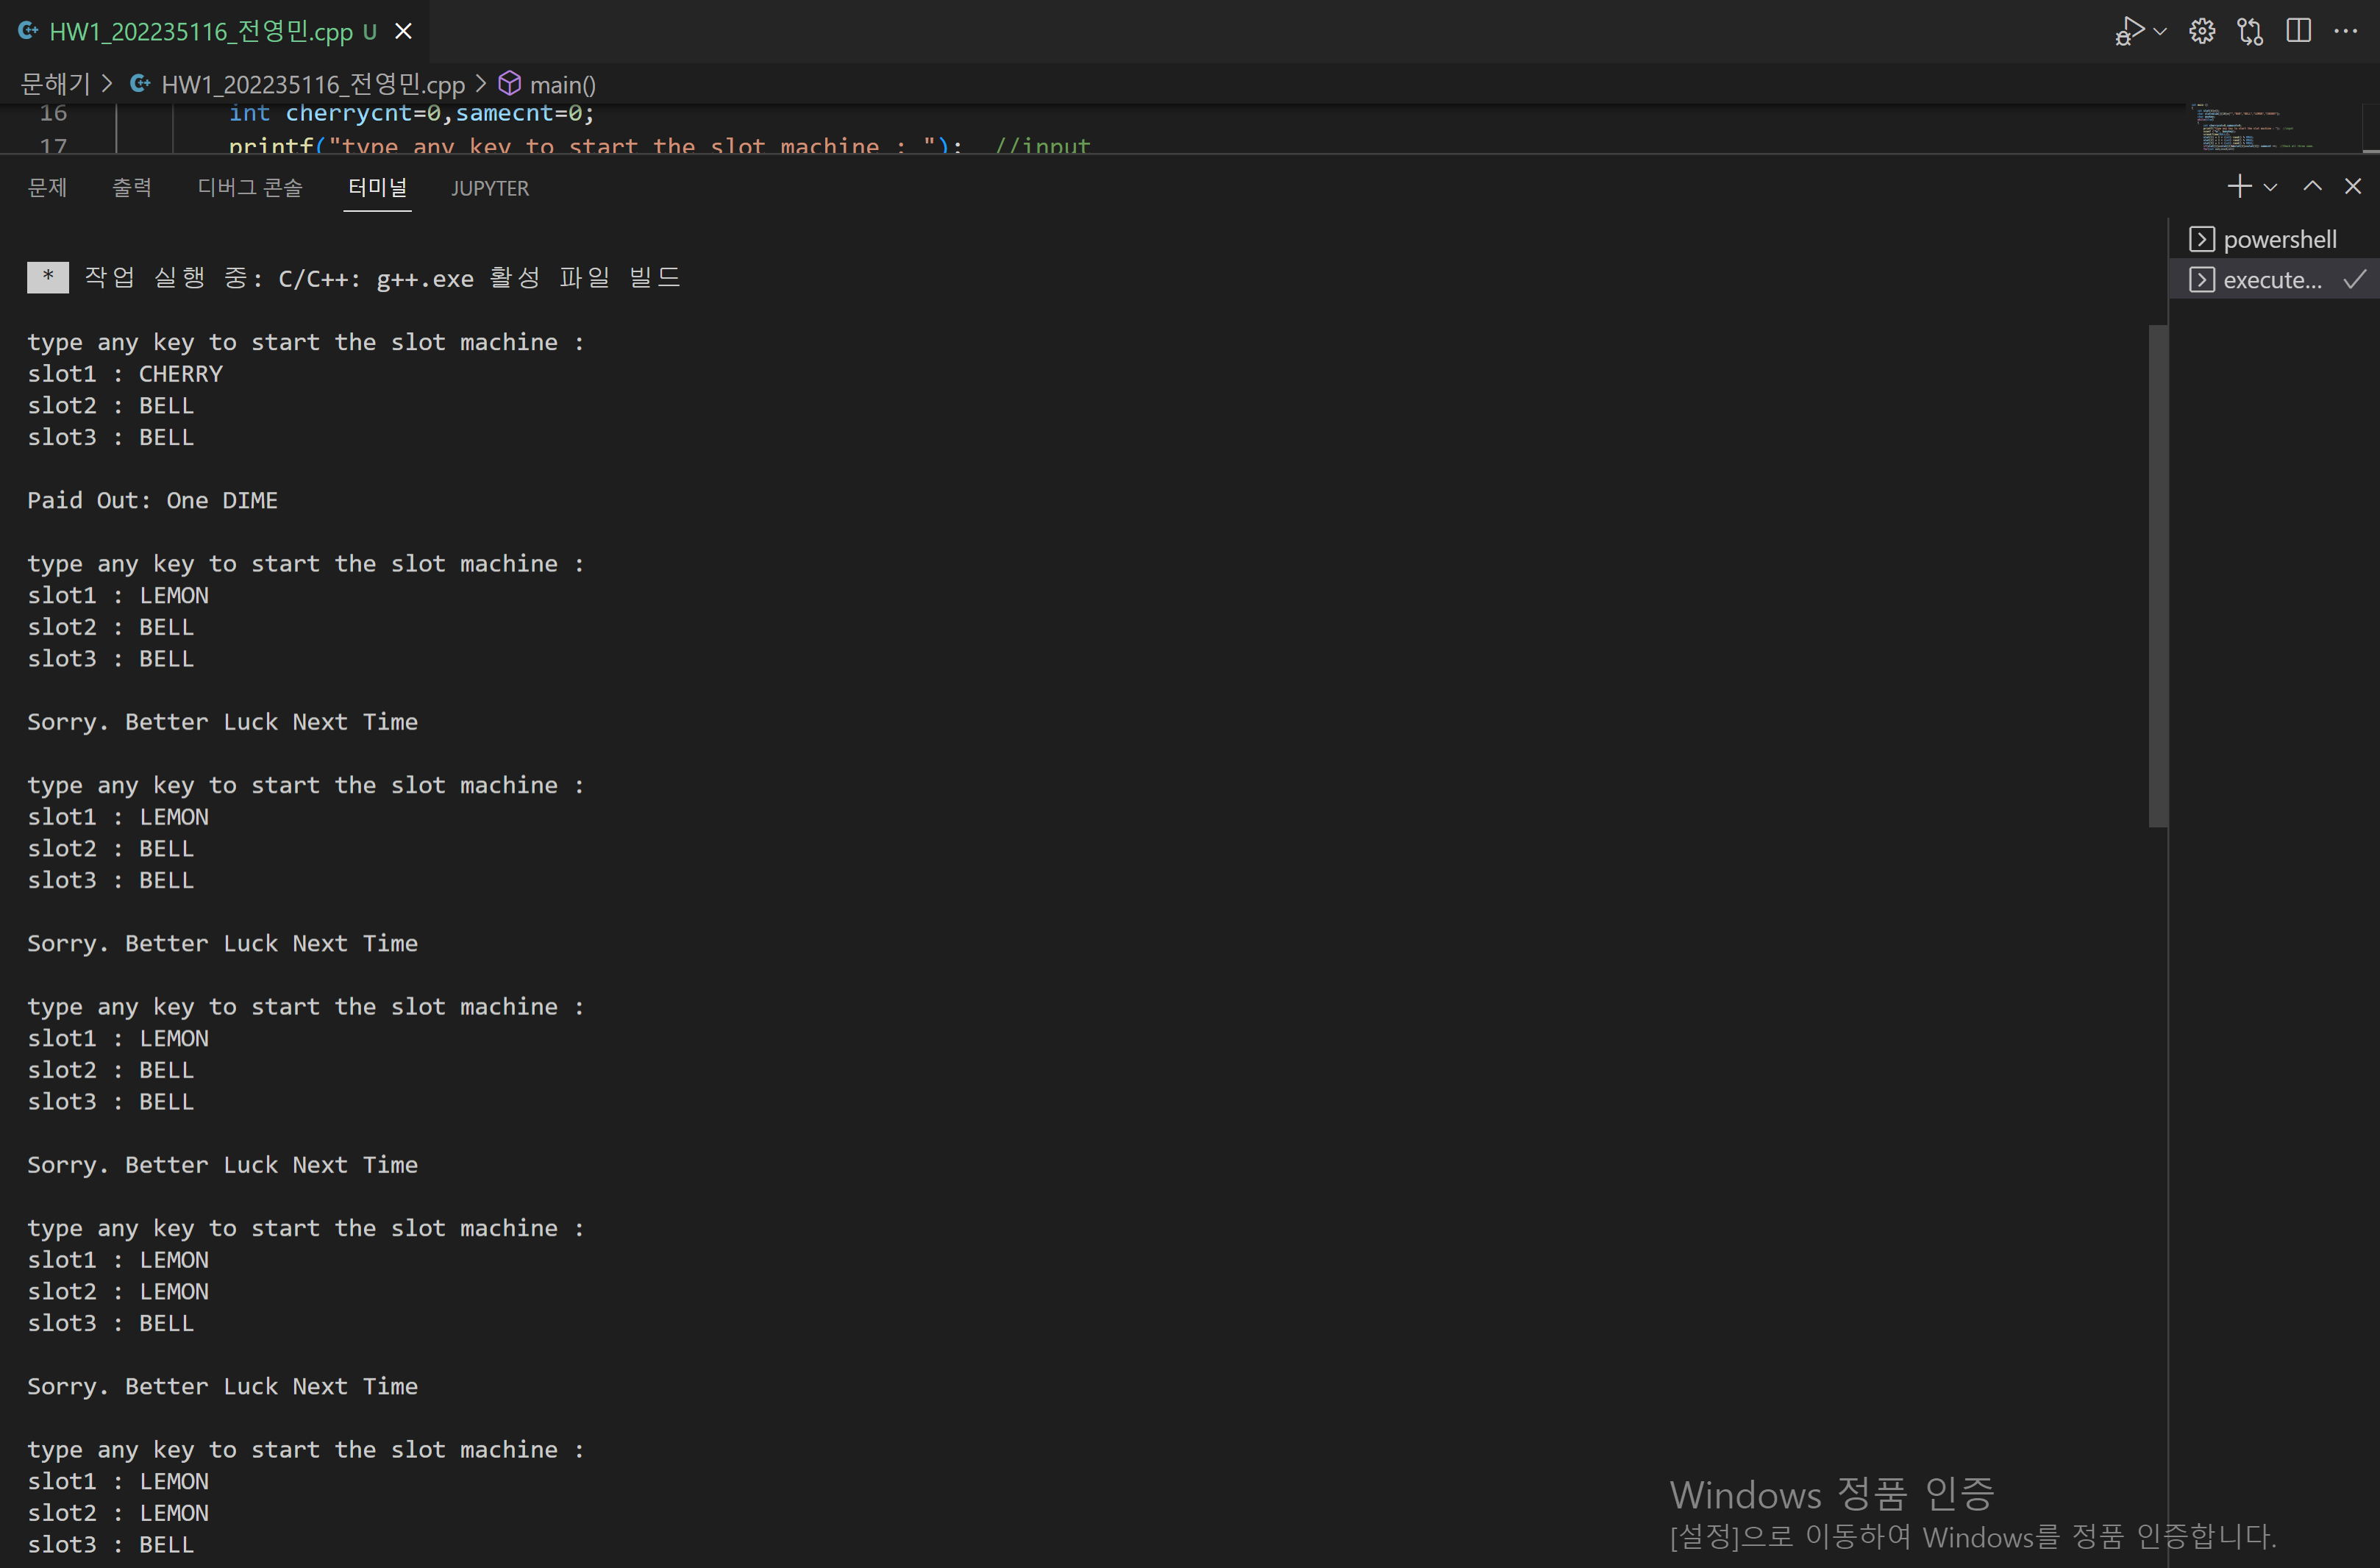 HW1_202235116_전영민.cpp U
문해기 > HW1_202235116_전영민.cpp > main()
16 int cherrycnt=0,samecnt=0;
17 printf("type any key to start the slot machine : "); //input
문제 출력 디버그 콘솔 터미널 JUPYTER
powershell
execute...
* 작업 실행 중: C/C++: g++.exe 활성 파일 빌드
type any key to start the slot machine :
slot1 : CHERRY
slot2 : BELL
slot3 : BELL
Paid Out: One DIME
type any key to start the slot machine :
slot1 : LEMON
slot2 : BELL
slot3 : BELL
Sorry. Better Luck Next Time
type any key to start the slot machine :
slot1 : LEMON
slot2 : BELL
slot3 : BELL
Sorry. Better Luck Next Time
type any key to start the slot machine :
slot1 : LEMON
slot2 : BELL
slot3 : BELL
Sorry. Better Luck Next Time
type any key to start the slot machine :
slot1 : LEMON
slot2 : LEMON
slot3 : BELL
Sorry. Better Luck Next Time
type any key to start the slot machine :
slot1 : LEMON
slot2 : LEMON
slot3 : BELL
Windows 정품 인증
[설정]으로 이동하여 Windows를 정품 인증합니다.